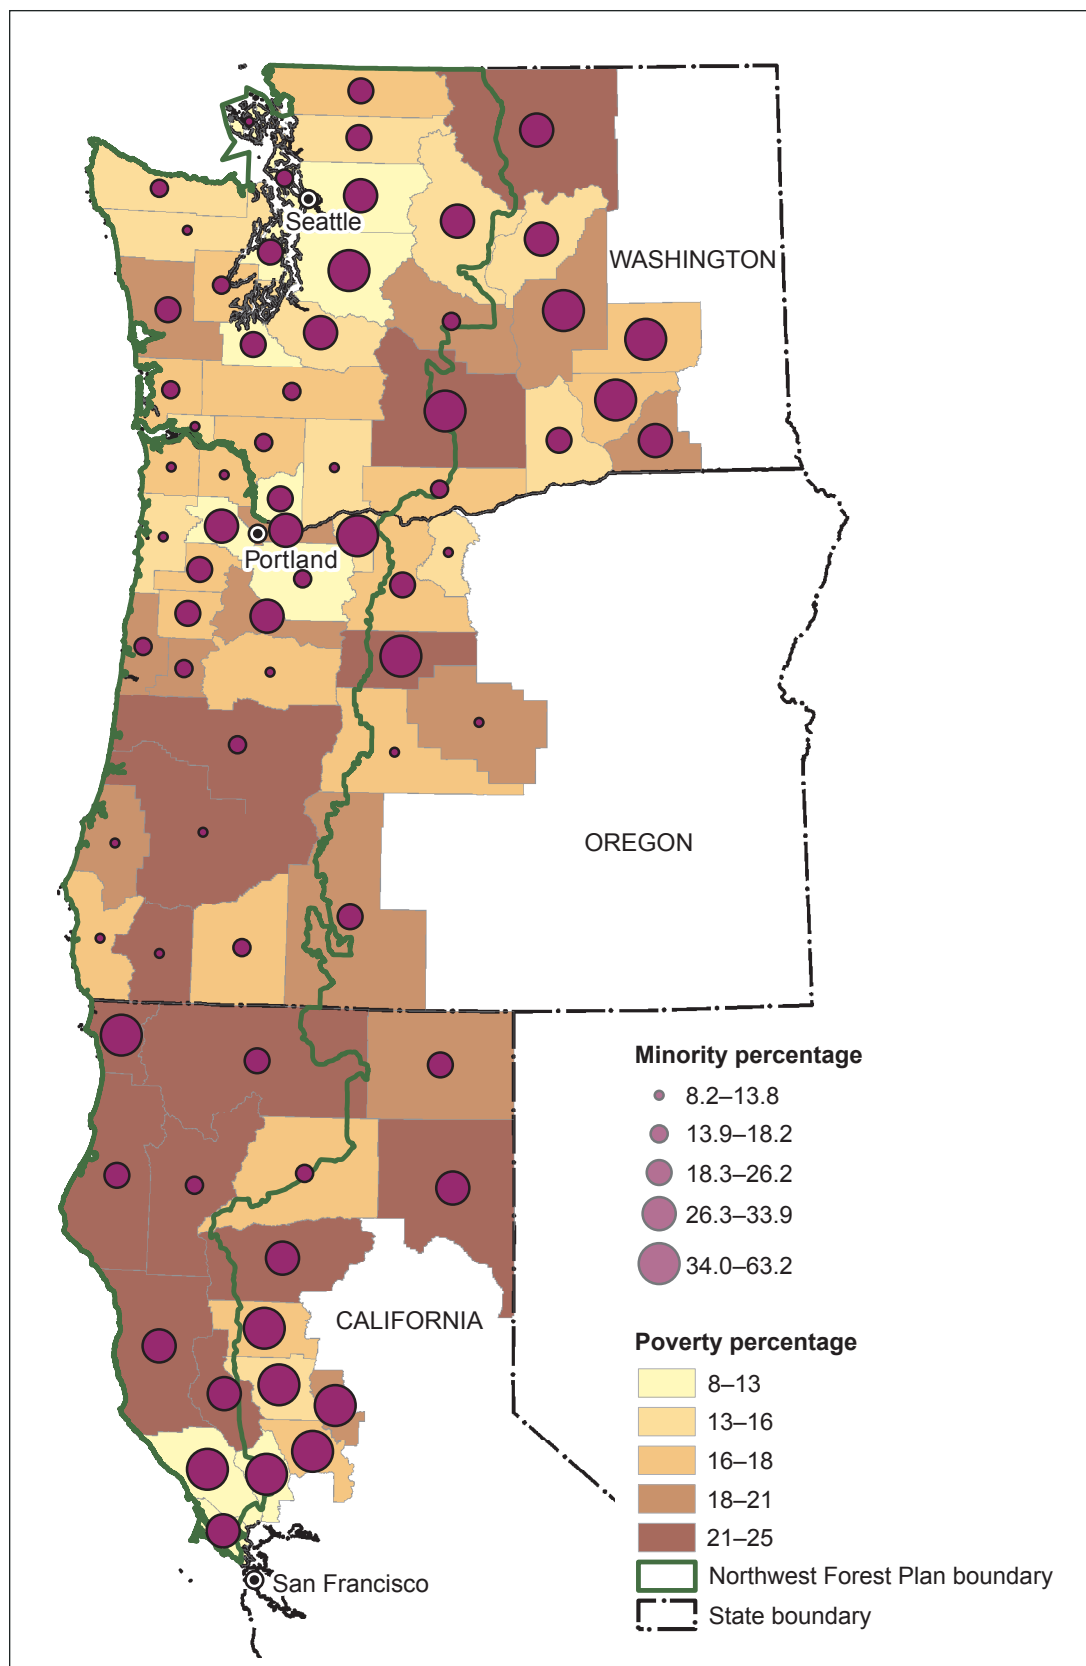 Seattle
WASHINGTON
Portland
OREGON
CALIFORNIA
San Francisco
Minority percentage
8.2–13.8
13.9–18.2
18.3–26.2
26.3–33.9
34.0–63.2
Poverty percentage
8–13
13–16
16–18
18–21
21–25
Northwest Forest Plan boundary
State boundary